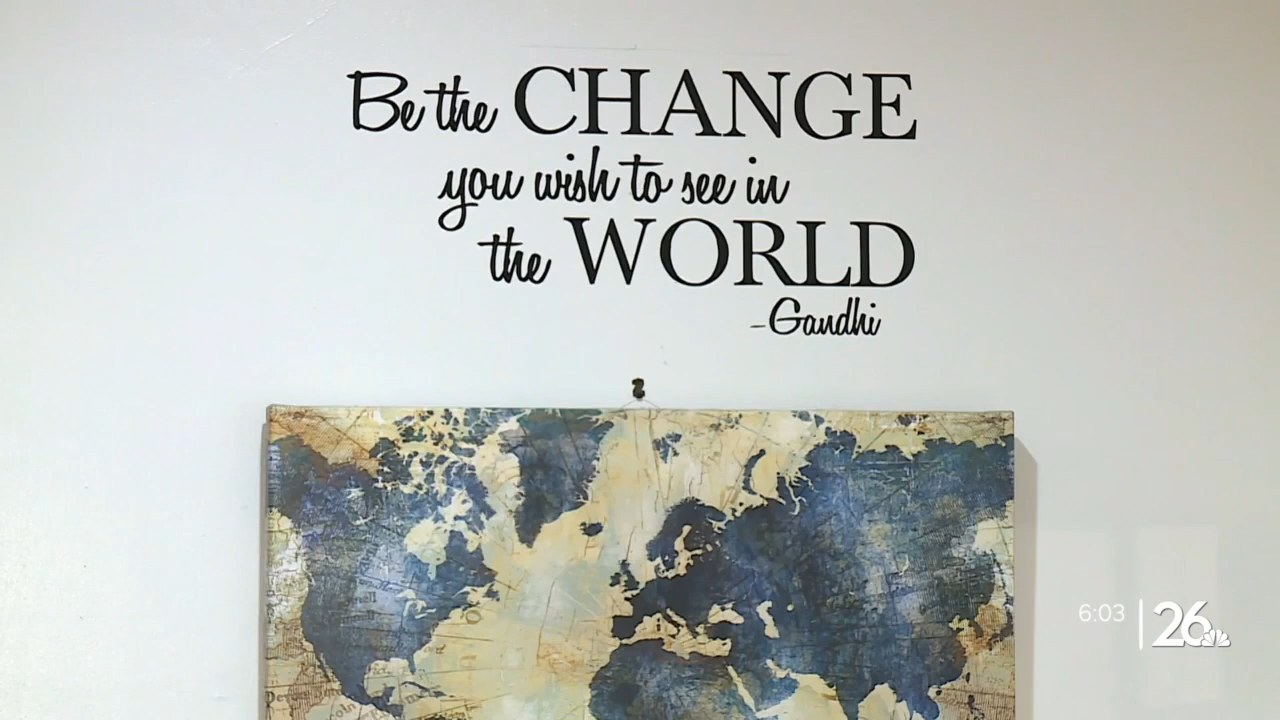 Be the CHANGE
you wish to see in
the WORLD
-Gandhi
6:03
26